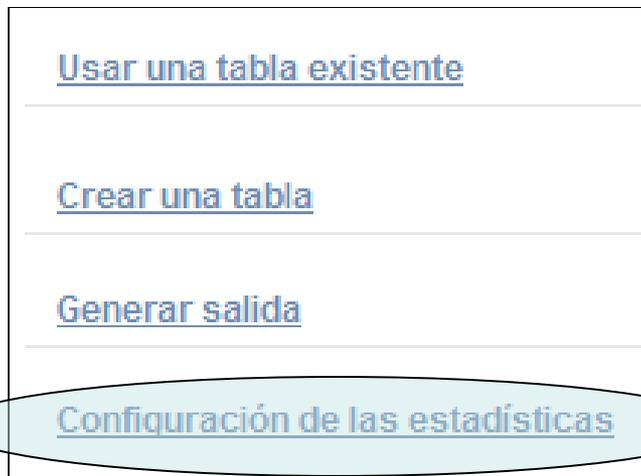 Usar una tabla existente
Crear una tabla
Generar salida
Configuración de las estadísticas